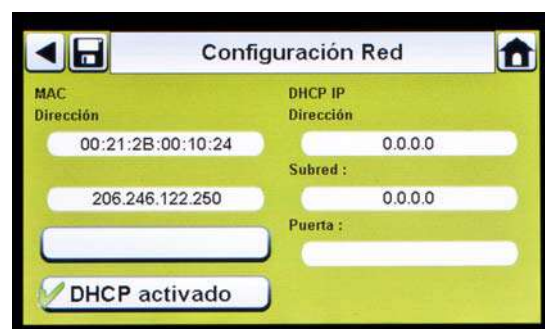 Configuración Red
MAC
Dirección
00:21:2B:00:10:24
206.246.122.250
DHCP activado
DHCP IP
Dirección
0.0.0.0
Subred :
0.0.0.0
Puerta :